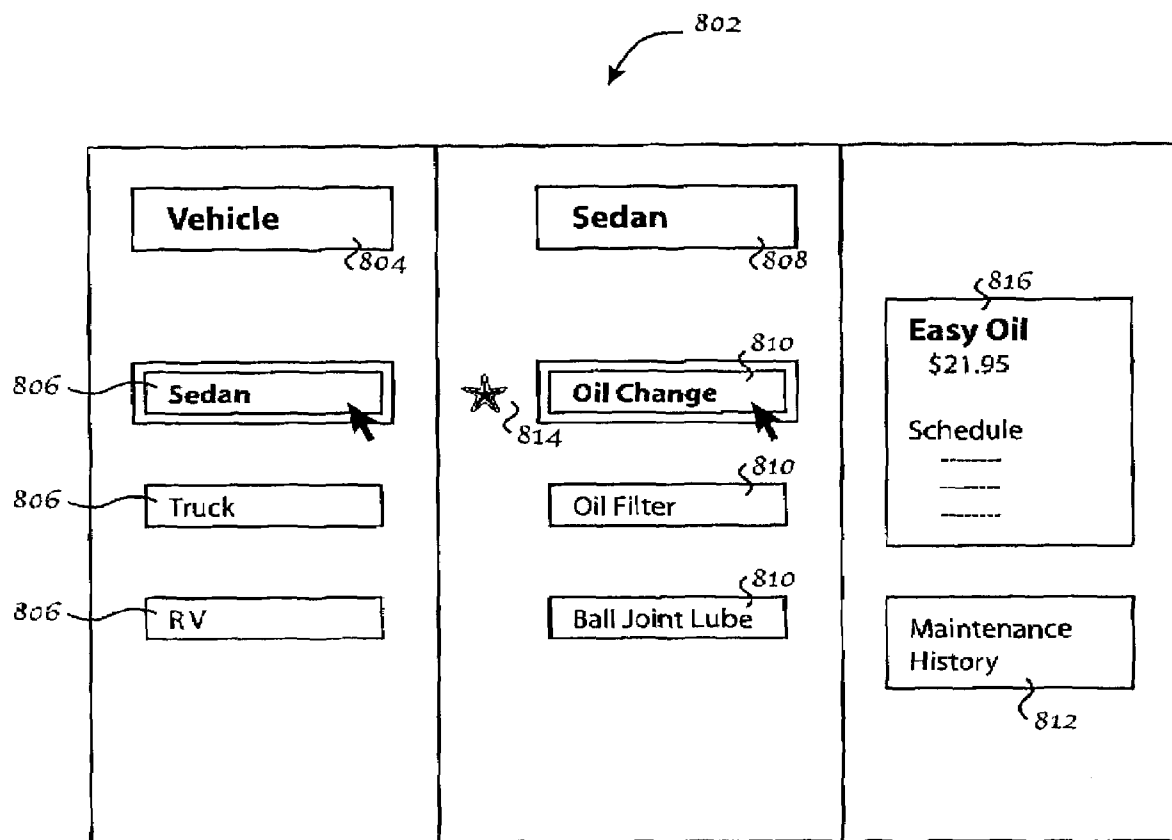 802
Vehicle
804
Sedan
808
816
Easy Oil
$21.95
Schedule
806
Sedan
810
Oil Change
814
806
Truck
810
Oil Filter
806
RV
810
Ball Joint Lube
Maintenance
History
812